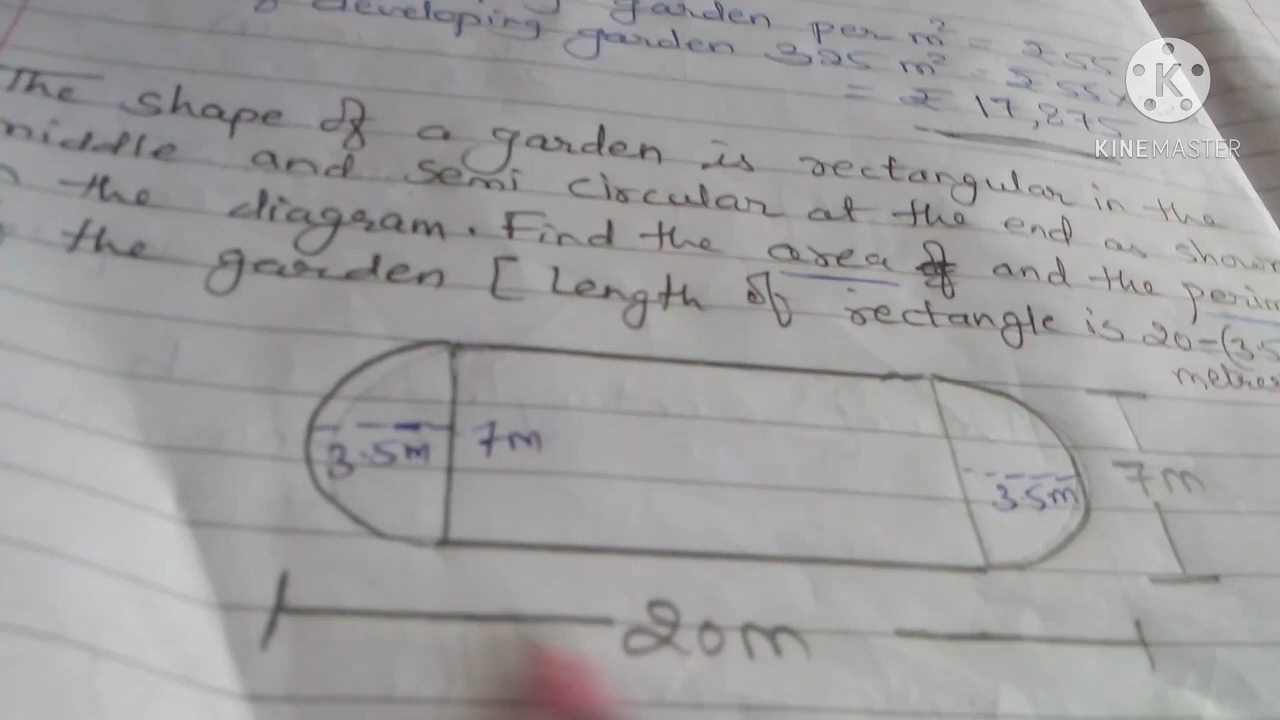 garden per m² = 255
developing garden 325 m² = 255x
= ₹ 17,875
The shape of a garden is rectangular in the
middle and semi circular at the end as shown
the diagram. Find the area of and the perim
the garden [ Length of rectangle is 20-(3.5
metres
3.5m
7m
3.5m
7m
20m
K
KINEMASTER